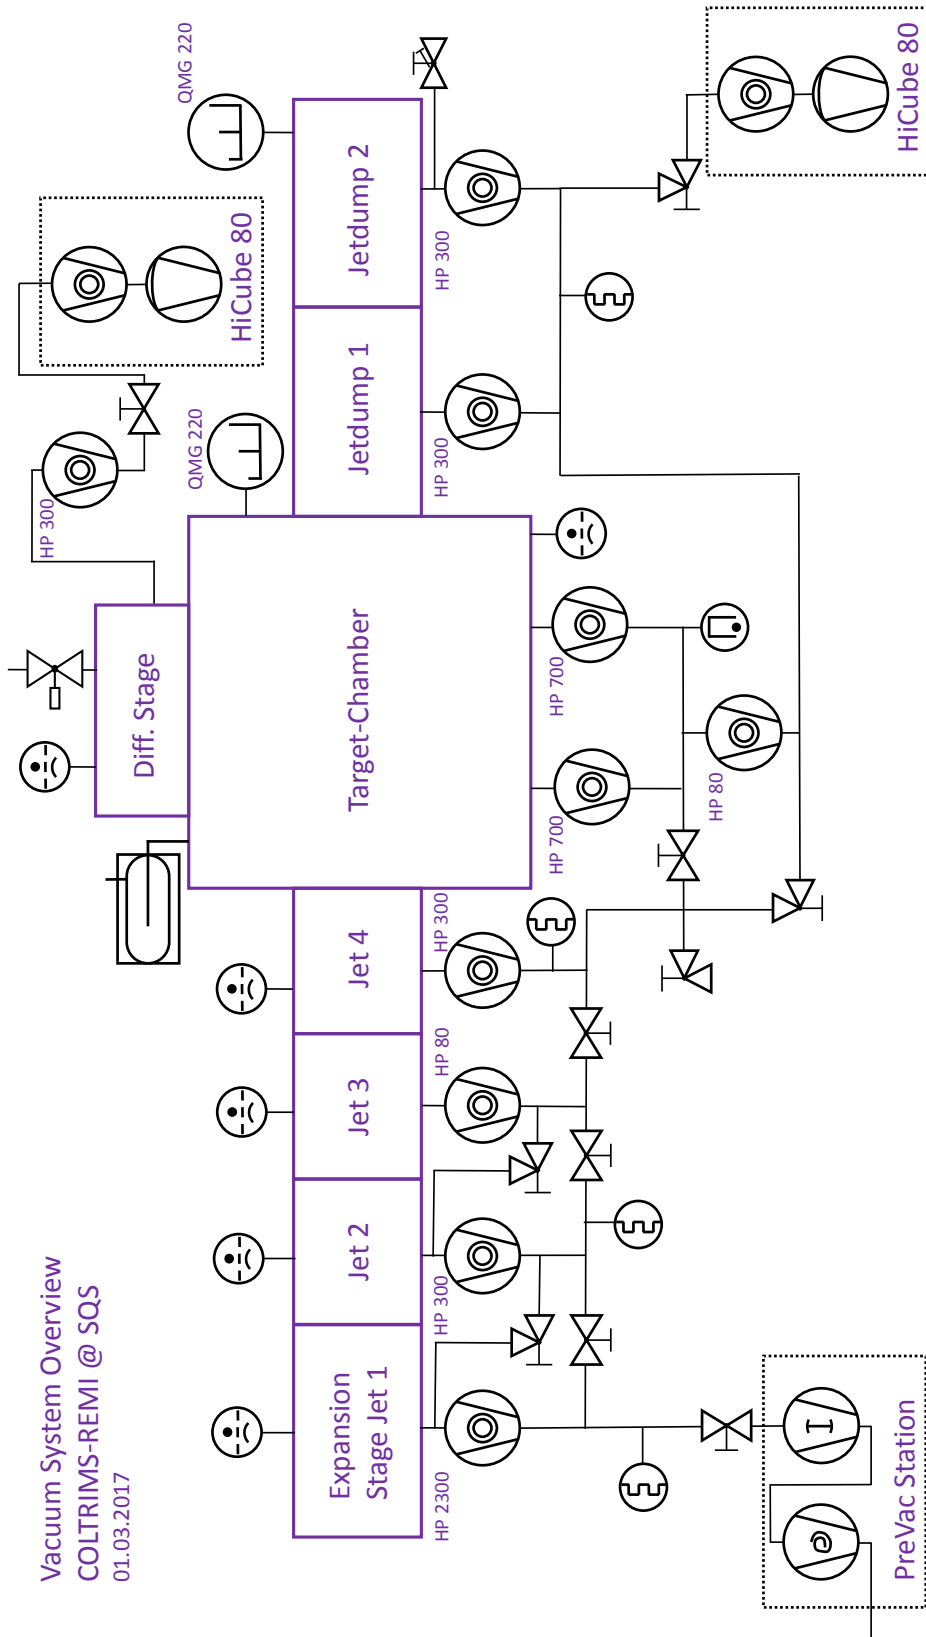 Vacuum System Overview
COLTRIMS-REMI @ SQS
01.03.2017
Expansion
Stage Jet 1
Jet 2
Jet 3
Jet 4
Target-Chamber
Diff. Stage
Jetdump 1
Jetdump 2
QMG 220
QMG 220
HiCube 80
HP 300
HP 2300
HP 300
HP 80
HP 300
HP 700
HP 700
HP 80
HP 300
HP 300
HiCube 80
PreVac Station